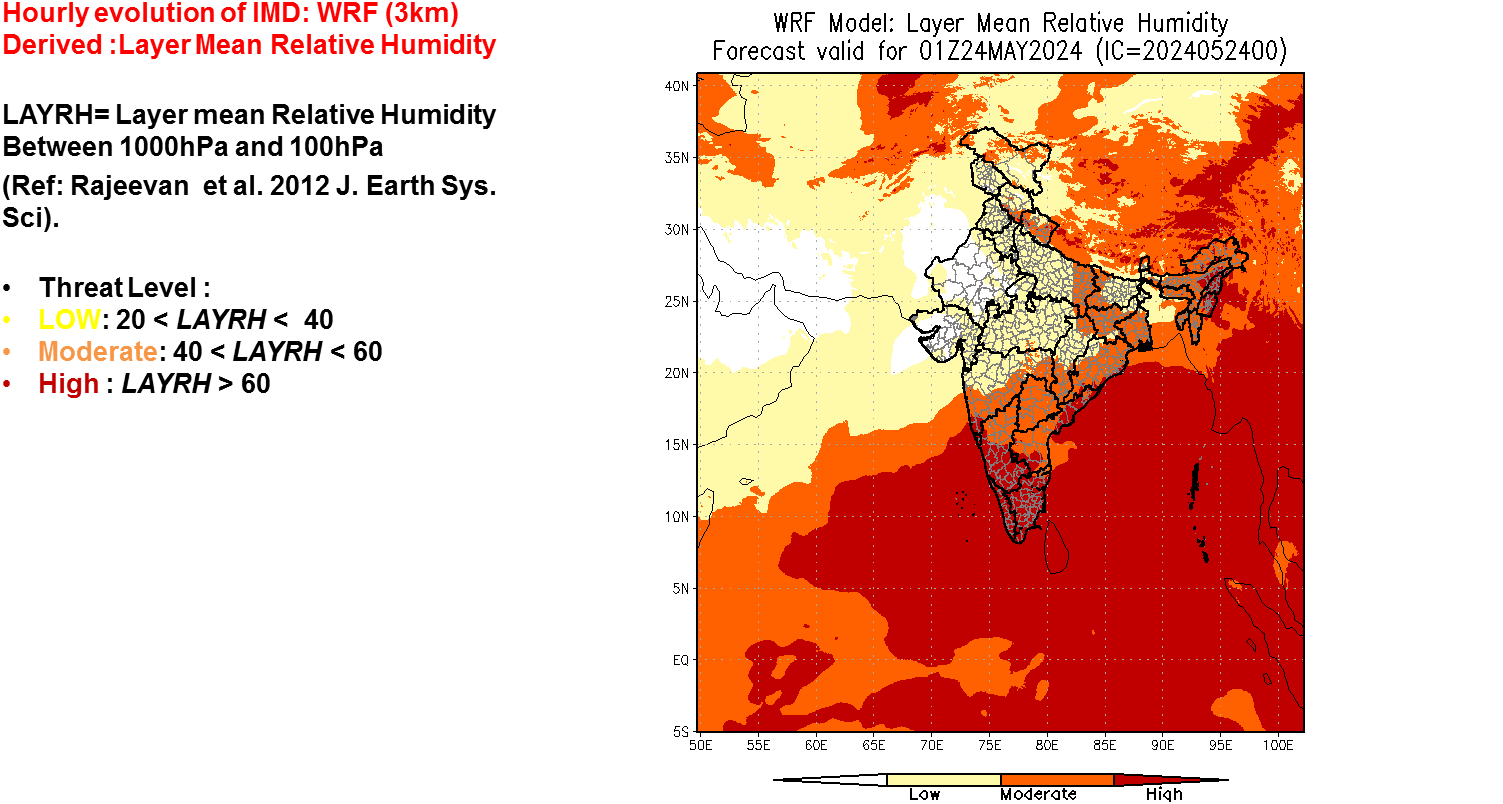 Hourly evolution of IMD: WRF (3km)
Derived :Layer Mean Relative Humidity
LAYRH= Layer mean Relative Humidity
Between 1000hPa and 100hPa
(Ref: Rajeevan et al. 2012 J. Earth Sys.
Sci).
• Threat Level :
• LOW: 20 < LAYRH < 40
• Moderate: 40 < LAYRH < 60
• High : LAYRH > 60
WRF Model: Layer Mean Relative Humidity
Forecast valid for 01Z24MAY2024 (IC=2024052400)
40N
35N
30N
25N
20N
15N
10N
5N
EQ
5S
50E 55E 60E 65E 70E 75E 80E 85E 90E 95E 100E
Low Moderate High